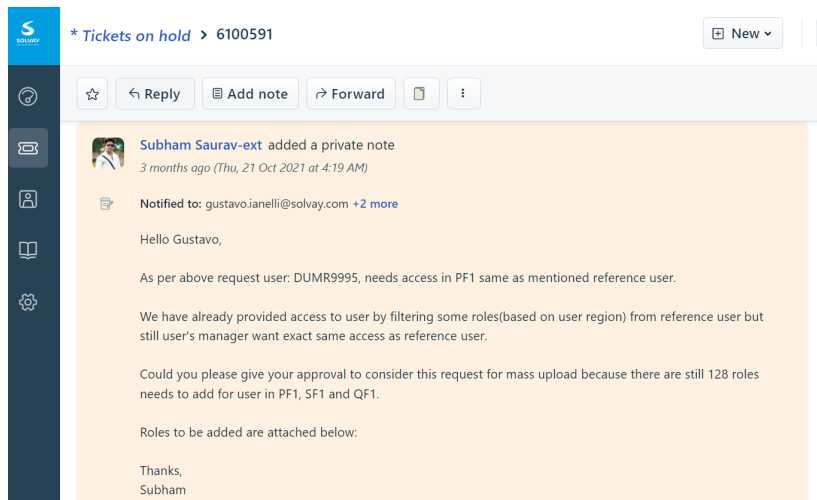 SOLVAY
* Tickets on hold > 6100591
New
Reply
Add note
Forward
Subham Saurav-ext added a private note
3 months ago (Thu, 21 Oct 2021 at 4:19 AM)
Notified to: gustavo.ianelli@solvay.com +2 more
Hello Gustavo,
As per above request user: DUMR9995, needs access in PF1 same as mentioned reference user.
We have already provided access to user by filtering some roles(based on user region) from reference user but
still user's manager want exact same access as reference user.
Could you please give your approval to consider this request for mass upload because there are still 128 roles
needs to add for user in PF1, SF1 and QF1.
Roles to be added are attached below:
Thanks,
Subham